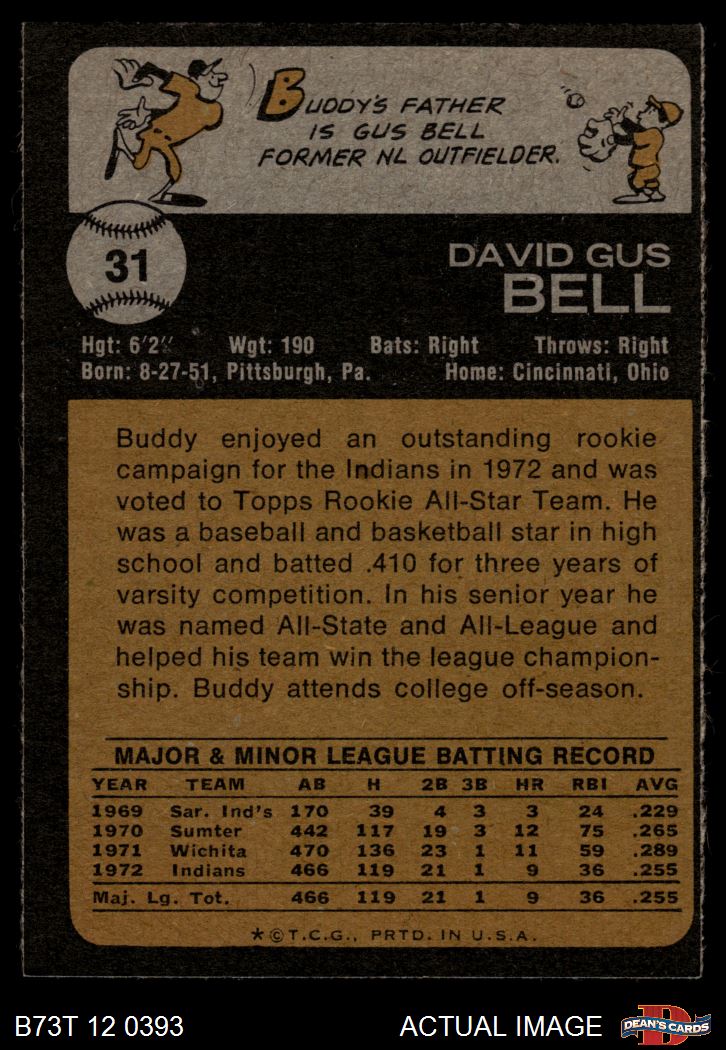 BUDDY'S FATHER
IS GUS BELL
FORMER NL OUTFIELDER.
31
DAVID GUS
BELL
Hgt: 6'2" Wgt: 190 Bats: Right Throws: Right
Born: 8-27-51, Pittsburgh, Pa. Home: Cincinnati, Ohio
Buddy enjoyed an outstanding rookie
campaign for the Indians in 1972 and was
voted to Topps Rookie All-Star Team. He
was a baseball and basketball star in high
school and batted .410 for three years of
varsity competition. In his senior year he
was named All-State and All-League and
helped his team win the league champion-
ship. Buddy attends college off-season.
MAJOR & MINOR LEAGUE BATTING RECORD
YEAR TEAM AB H 2B 3B HR RBI AVG
1969 Sar. Ind's 170 39 4 3 3 24 .229
1970 Sumter 442 117 19 3 12 75 .265
1971 Wichita 470 136 23 1 11 59 .289
1972 Indians 466 119 21 1 9 36 .255
Maj. Lg. Tot. 466 119 21 1 9 36 .255
*©T.C.G., PRTD. IN U.S.A.
B73T 12 0393 ACTUAL IMAGE D DEAN'S CARDS